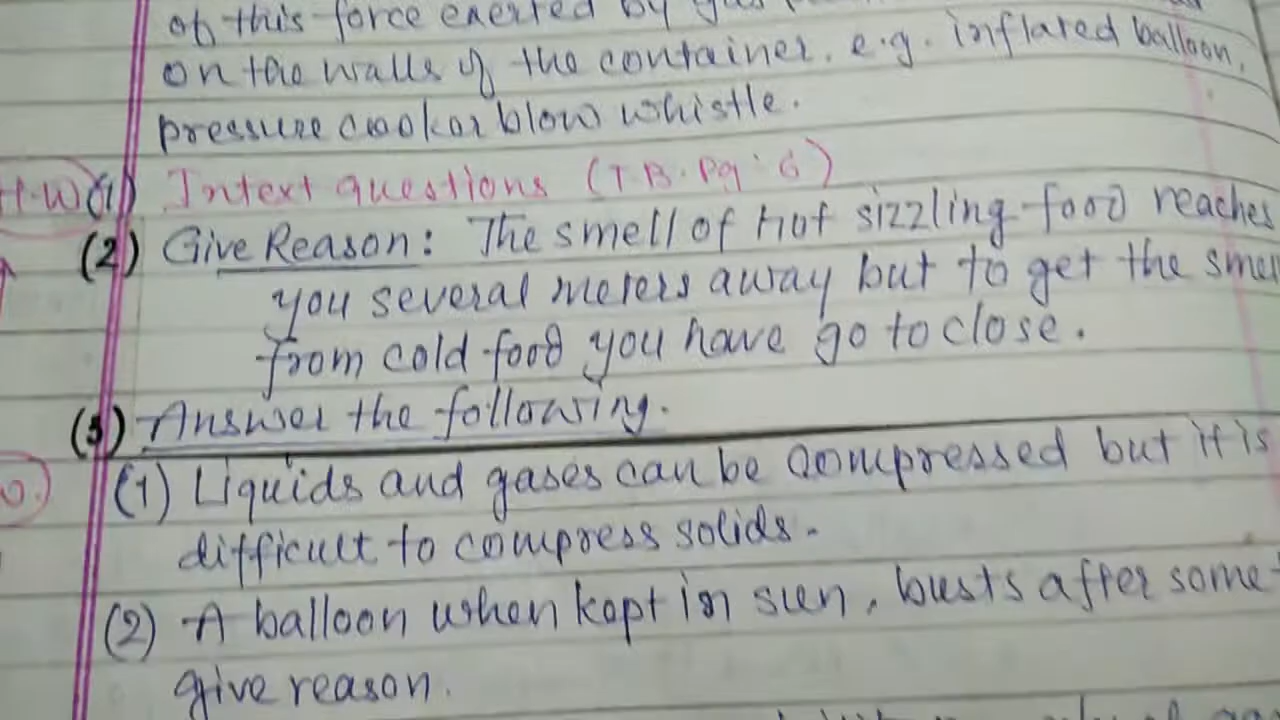 of this force exerted by gas
on the walls of the container. e.g. inflared balloon,
pressure cookar blow whistle.
H.W (1) Intext questions (T.B. Pg. 6)
(2) Give Reason: The smell of hot sizzling food reaches
you several meters away but to get the smell
from cold food you have go to close.
(3) Answer the following.
(1) Liquids and gases can be compressed but it is
difficult to compress solids.
(2) A balloon when kept in sun, busts after some
give reason.